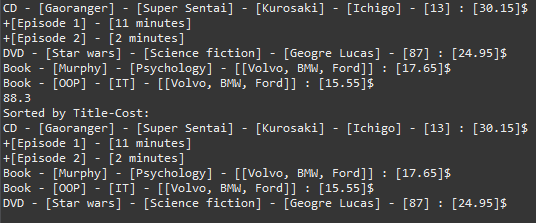 CD - [Gaoranger] - [Super Sentai] - [Kurosaki] - [Ichigo] - [13] : [30.15]$
+[Episode 1] - [11 minutes]
+[Episode 2] - [2 minutes]
DVD - [Star wars] - [Science fiction] - [Geogre Lucas] - [87] : [24.95]$
Book - [Murphy] - [Psychology] - [[Volvo, BMW, Ford]] : [17.65]$
Book - [OOP] - [IT] - [[Volvo, BMW, Ford]] : [15.55]$
88.3
Sorted by Title-Cost:
CD - [Gaoranger] - [Super Sentai] - [Kurosaki] - [Ichigo] - [13] : [30.15]$
+[Episode 1] - [11 minutes]
+[Episode 2] - [2 minutes]
Book - [Murphy] - [Psychology] - [[Volvo, BMW, Ford]] : [17.65]$
Book - [OOP] - [IT] - [[Volvo, BMW, Ford]] : [15.55]$
DVD - [Star wars] - [Science fiction] - [Geogre Lucas] - [87] : [24.95]$